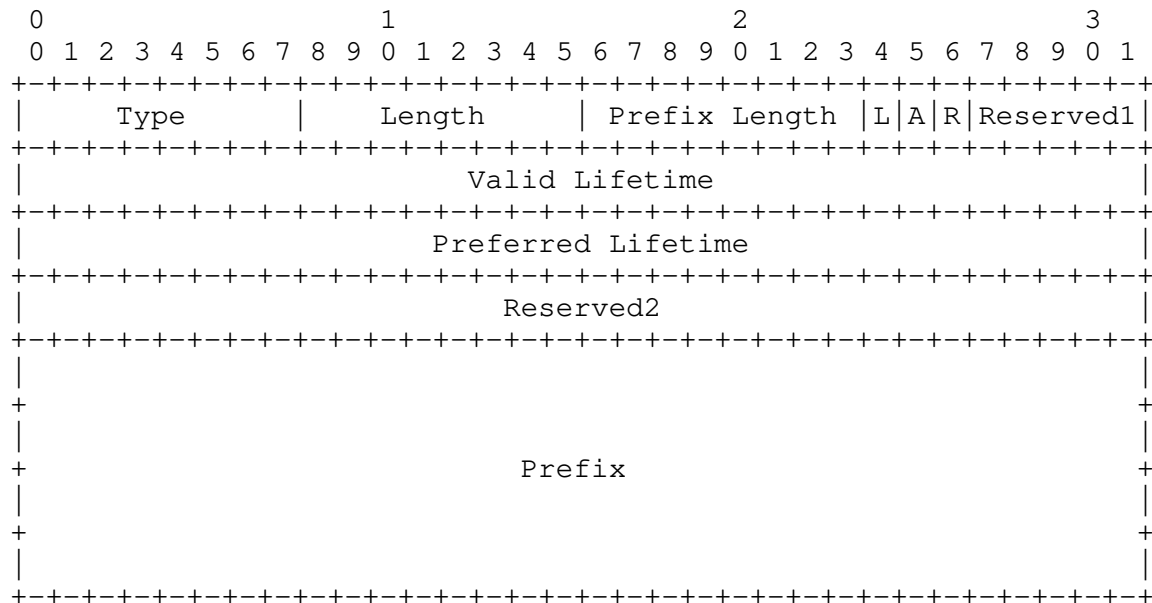 0                   1                   2                   3
 0 1 2 3 4 5 6 7 8 9 0 1 2 3 4 5 6 7 8 9 0 1 2 3 4 5 6 7 8 9 0 1
+-+-+-+-+-+-+-+-+-+-+-+-+-+-+-+-+-+-+-+-+-+-+-+-+-+-+-+-+-+-+-+-+
|     Type      |    Length     | Prefix Length |L|A|R|Reserved1|
+-+-+-+-+-+-+-+-+-+-+-+-+-+-+-+-+-+-+-+-+-+-+-+-+-+-+-+-+-+-+-+-+
|                         Valid Lifetime                        |
+-+-+-+-+-+-+-+-+-+-+-+-+-+-+-+-+-+-+-+-+-+-+-+-+-+-+-+-+-+-+-+-+
|                       Preferred Lifetime                      |
+-+-+-+-+-+-+-+-+-+-+-+-+-+-+-+-+-+-+-+-+-+-+-+-+-+-+-+-+-+-+-+-+
|                           Reserved2                           |
+-+-+-+-+-+-+-+-+-+-+-+-+-+-+-+-+-+-+-+-+-+-+-+-+-+-+-+-+-+-+-+-+
|                                                               |
+                                                               +
|                                                               |
+                            Prefix                             +
|                                                               |
+                                                               +
|                                                               |
+-+-+-+-+-+-+-+-+-+-+-+-+-+-+-+-+-+-+-+-+-+-+-+-+-+-+-+-+-+-+-+-+